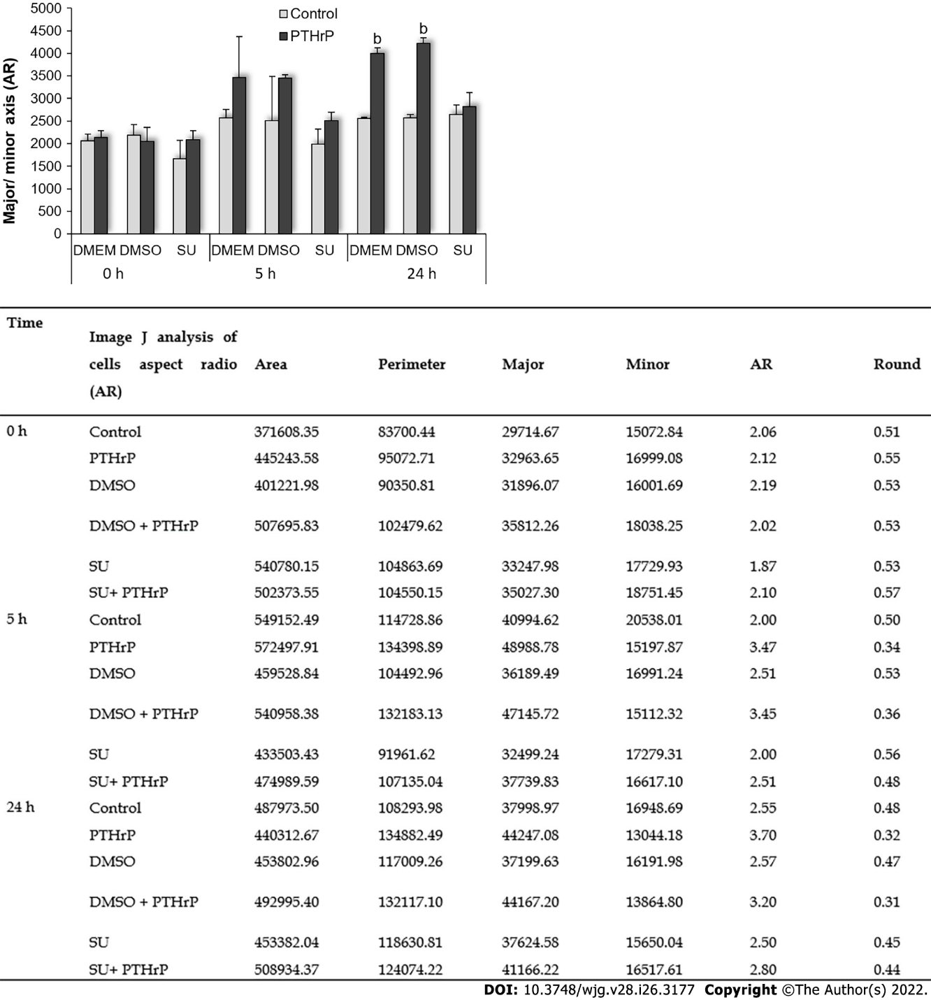 5000
4500
4000
3500
3000
2500
2000
1500
1000
500
0
Major/ minor axis (AR)
Control
PTHrP
b
b
DMEM DMSO SU DMEM DMSO SU DMEM DMSO SU
0 h 5 h 24 h
Time
Image J analysis of
cells aspect radio Area Perimeter Major Minor AR Round
(AR)
0 h Control 371608.35 83700.44 29714.67 15072.84 2.06 0.51
PTHrP 445243.58 95072.71 32963.65 16999.08 2.12 0.55
DMSO 401221.98 90350.81 31896.07 16001.69 2.19 0.53
DMSO + PTHrP 507695.83 102479.62 35812.26 18038.25 2.02 0.53
SU 540780.15 104863.69 33247.98 17729.93 1.87 0.53
SU+ PTHrP 502373.55 104550.15 35027.30 18751.45 2.10 0.57
5 h Control 549152.49 114728.86 40994.62 20538.01 2.00 0.50
PTHrP 572497.91 134398.89 48988.78 15197.87 3.47 0.34
DMSO 459528.84 104492.96 36189.49 16991.24 2.51 0.53
DMSO + PTHrP 540958.38 132183.13 47145.72 15112.32 3.45 0.36
SU 433503.43 91961.62 32499.24 17279.31 2.00 0.56
SU+ PTHrP 474989.59 107135.04 37739.83 16617.10 2.51 0.48
24 h Control 487973.50 108293.98 37998.97 16948.69 2.55 0.48
PTHrP 440312.67 134882.49 44247.08 13044.18 3.70 0.32
DMSO 453802.96 117009.26 37199.63 16191.98 2.57 0.47
DMSO + PTHrP 492995.40 132117.10 44167.20 13864.80 3.20 0.31
SU 453382.04 118630.81 37624.58 15650.04 2.50 0.45
SU+ PTHrP 508934.37 124074.22 41166.22 16517.61 2.80 0.44
DOI: 10.3748/wjg.v28.i26.3177 Copyright ©The Author(s) 2022.